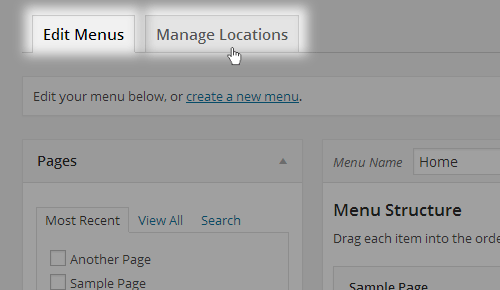 Edit Menus Manage Locations
Edit your menu below, or create a new menu.
Pages
Most Recent View All Search
Another Page
Sample Page
Menu Name Home
Menu Structure
Drag each item into the orde
Sample Page